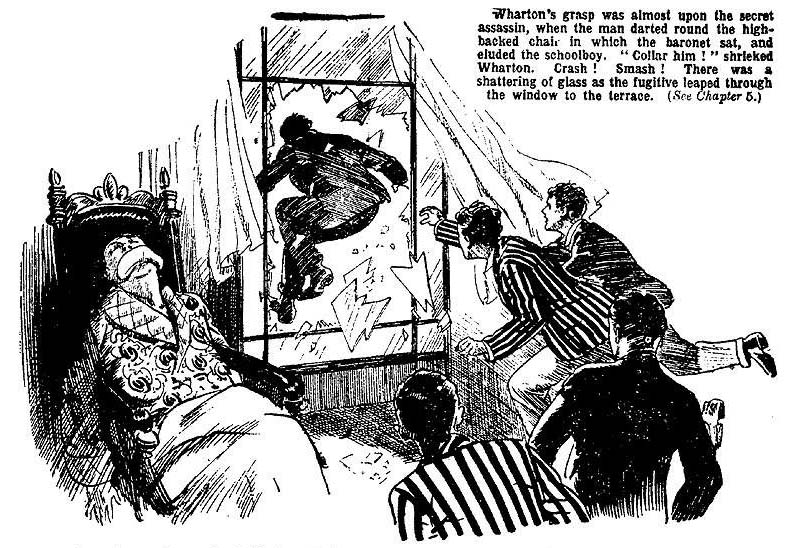 Wharton's grasp was almost upon the secret
assassin, when the man darted round the high-
backed chair in which the baronet sat, and
eluded the schoolboy. "Collar him!" shrieked
Wharton. Crash! Smash! There was a
shattering of glass as the fugitive leaped through
the window to the terrace. (See Chapter 5.)